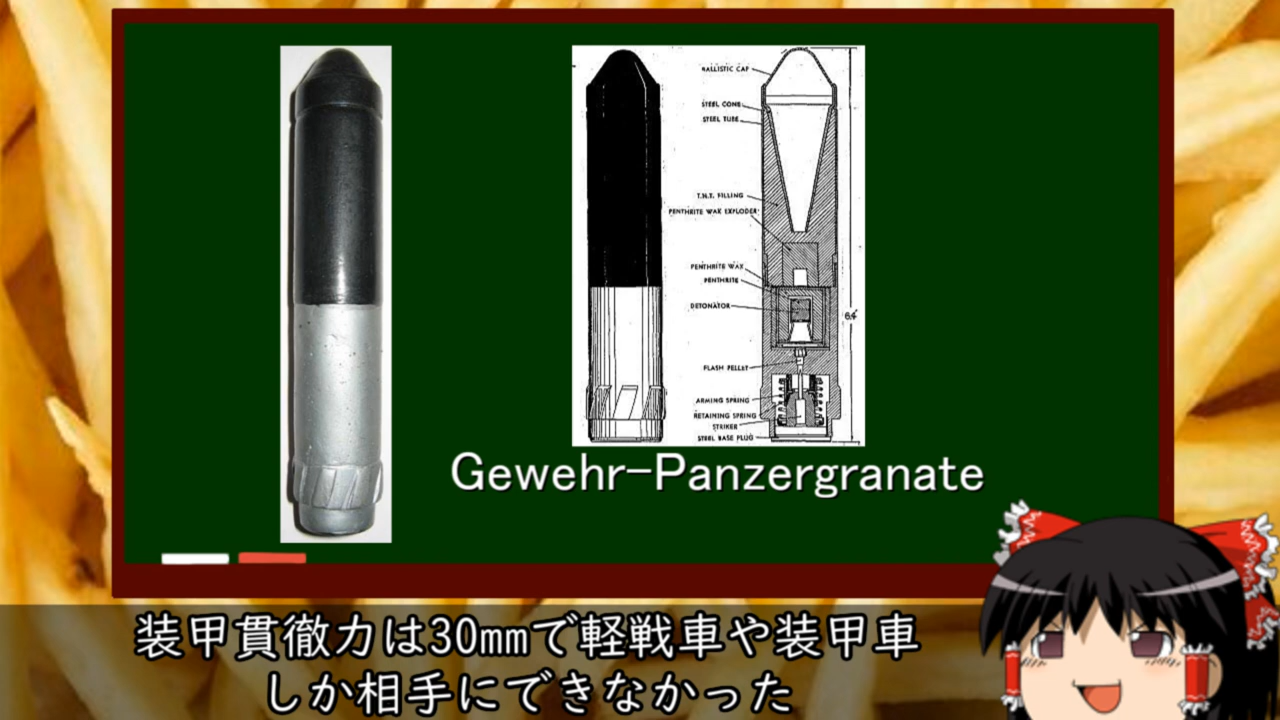 BALLISTIC CAP
STEEL CONE
STEEL TUBE
T.N.T. FILLING
PENTHRITE WAX EXPLODER
PENTHRITE WAX
PENTHRITE
DETONATOR
6.4"
FLASH PELLET
ARMING SPRING
RETAINING SPRING
STRIKER
STEEL BASE PLUG
Gewehr-Panzergranate
装甲貫徹力は30mmで軽戦車や装甲車
しか相手にできなかった